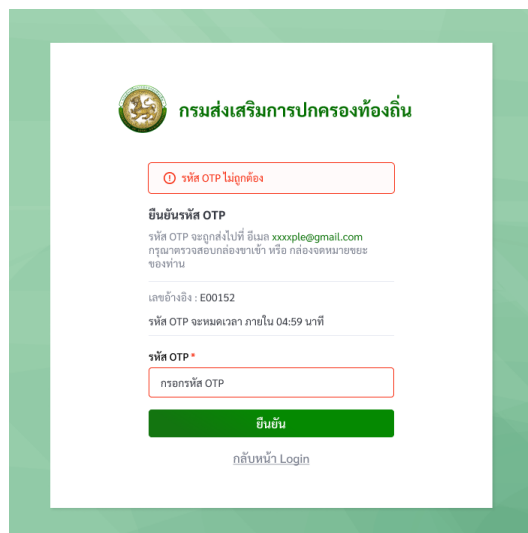 กรมส่งเสริมการปกครองท้องถิ่น
รหัส OTP ไม่ถูกต้อง
ยืนยันรหัส OTP
รหัส OTP จะถูกส่งไปที่ อีเมล xxxxple@gmail.com
กรุณาตรวจสอบกล่องขาเข้า หรือ กล่องจดหมายขยะ
ของท่าน
เลขอ้างอิง : E00152
รหัส OTP จะหมดเวลา ภายใน 04:59 นาที
รหัส OTP *
กรอกรหัส OTP
ยืนยัน
กลับหน้า Login